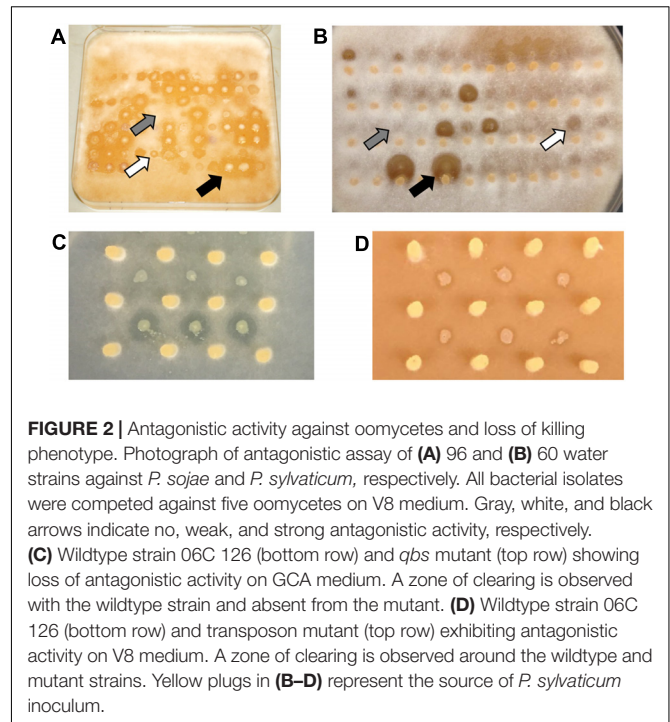 A
B
C
D
FIGURE 2 | Antagonistic activity against oomycetes and loss of killing
phenotype. Photograph of antagonistic assay of (A) 96 and (B) 60 water
strains against P. sojae and P. sylvaticum, respectively. All bacterial isolates
were competed against five oomycetes on V8 medium. Gray, white, and black
arrows indicate no, weak, and strong antagonistic activity, respectively.
(C) Wildtype strain 06C 126 (bottom row) and qbs mutant (top row) showing
loss of antagonistic activity on GCA medium. A zone of clearing is observed
with the wildtype strain and absent from the mutant. (D) Wildtype strain 06C
126 (bottom row) and transposon mutant (top row) exhibiting antagonistic
activity on V8 medium. A zone of clearing is observed around the wildtype and
mutant strains. Yellow plugs in (B–D) represent the source of P. sylvaticum
inoculum.